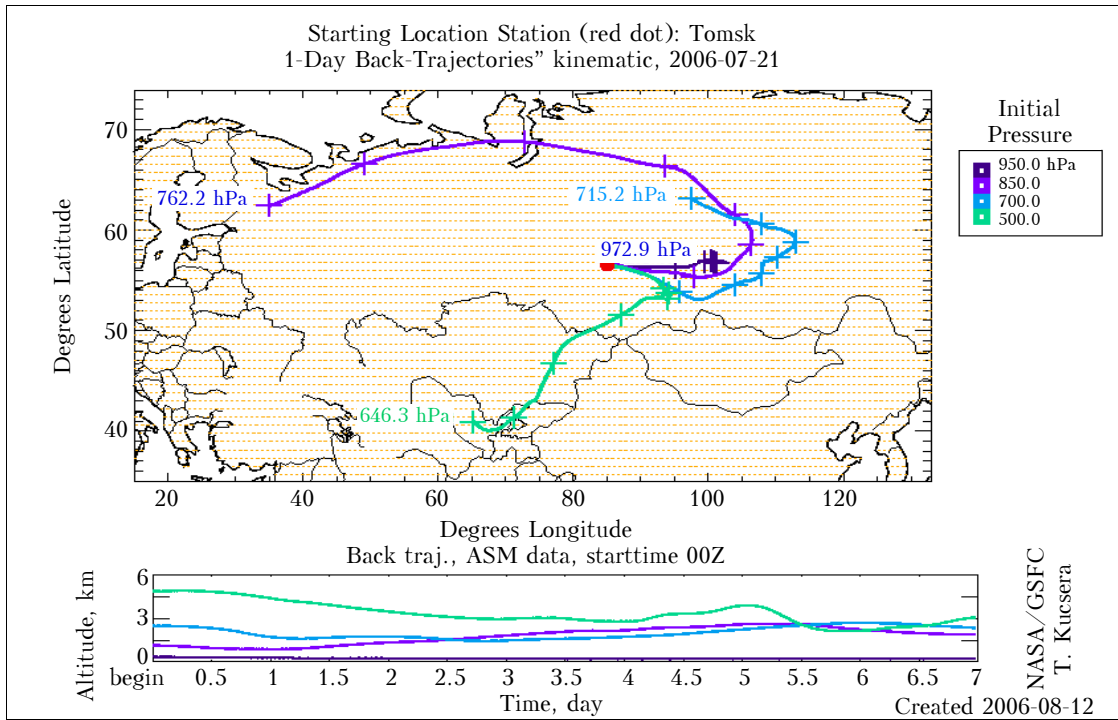 Starting Location Station (red dot): Tomsk
1-Day Back-Trajectories” kinematic, 2006-07-21
Initial
Pressure
950.0 hPa
850.0
700.0
500.0
Degrees Latitude
70
60
50
40
762.2 hPa
715.2 hPa
972.9 hPa
646.3 hPa
20 40 60 80 100 120
Degrees Longitude
Back traj., ASM data, starttime 00Z
Altitude, km
6
3
0
begin 0.5 1 1.5 2 2.5 3 3.5 4 4.5 5 5.5 6 6.5 7
Time, day
NASA/GSFC
T. Kucsera
Created 2006-08-12